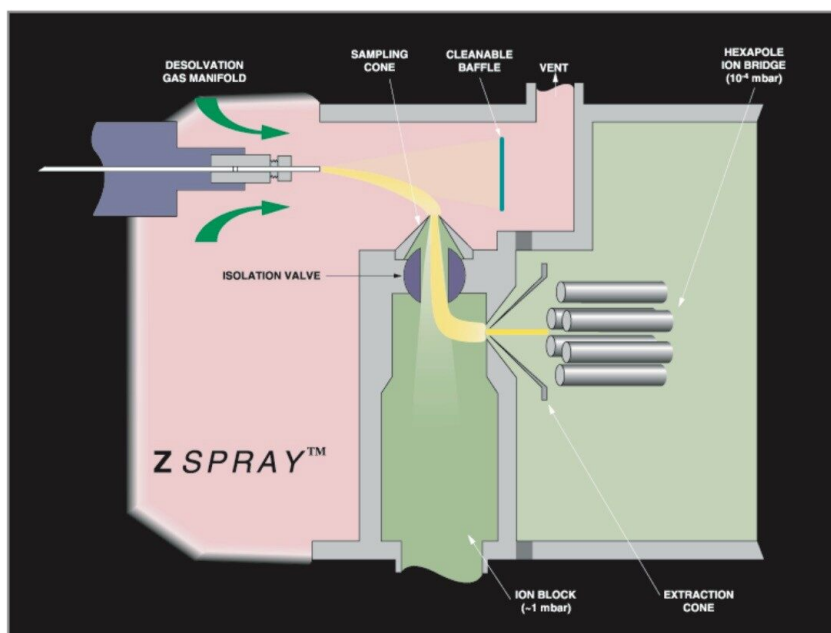 DESOLVATION
GAS MANIFOLD
SAMPLING
CONE
CLEANABLE
BAFFLE
VENT
HEXAPOLE
ION BRIDGE
(10⁻⁴ mbar)
ISOLATION VALVE
Z SPRAY™
ION BLOCK
(~1 mbar)
EXTRACTION
CONE